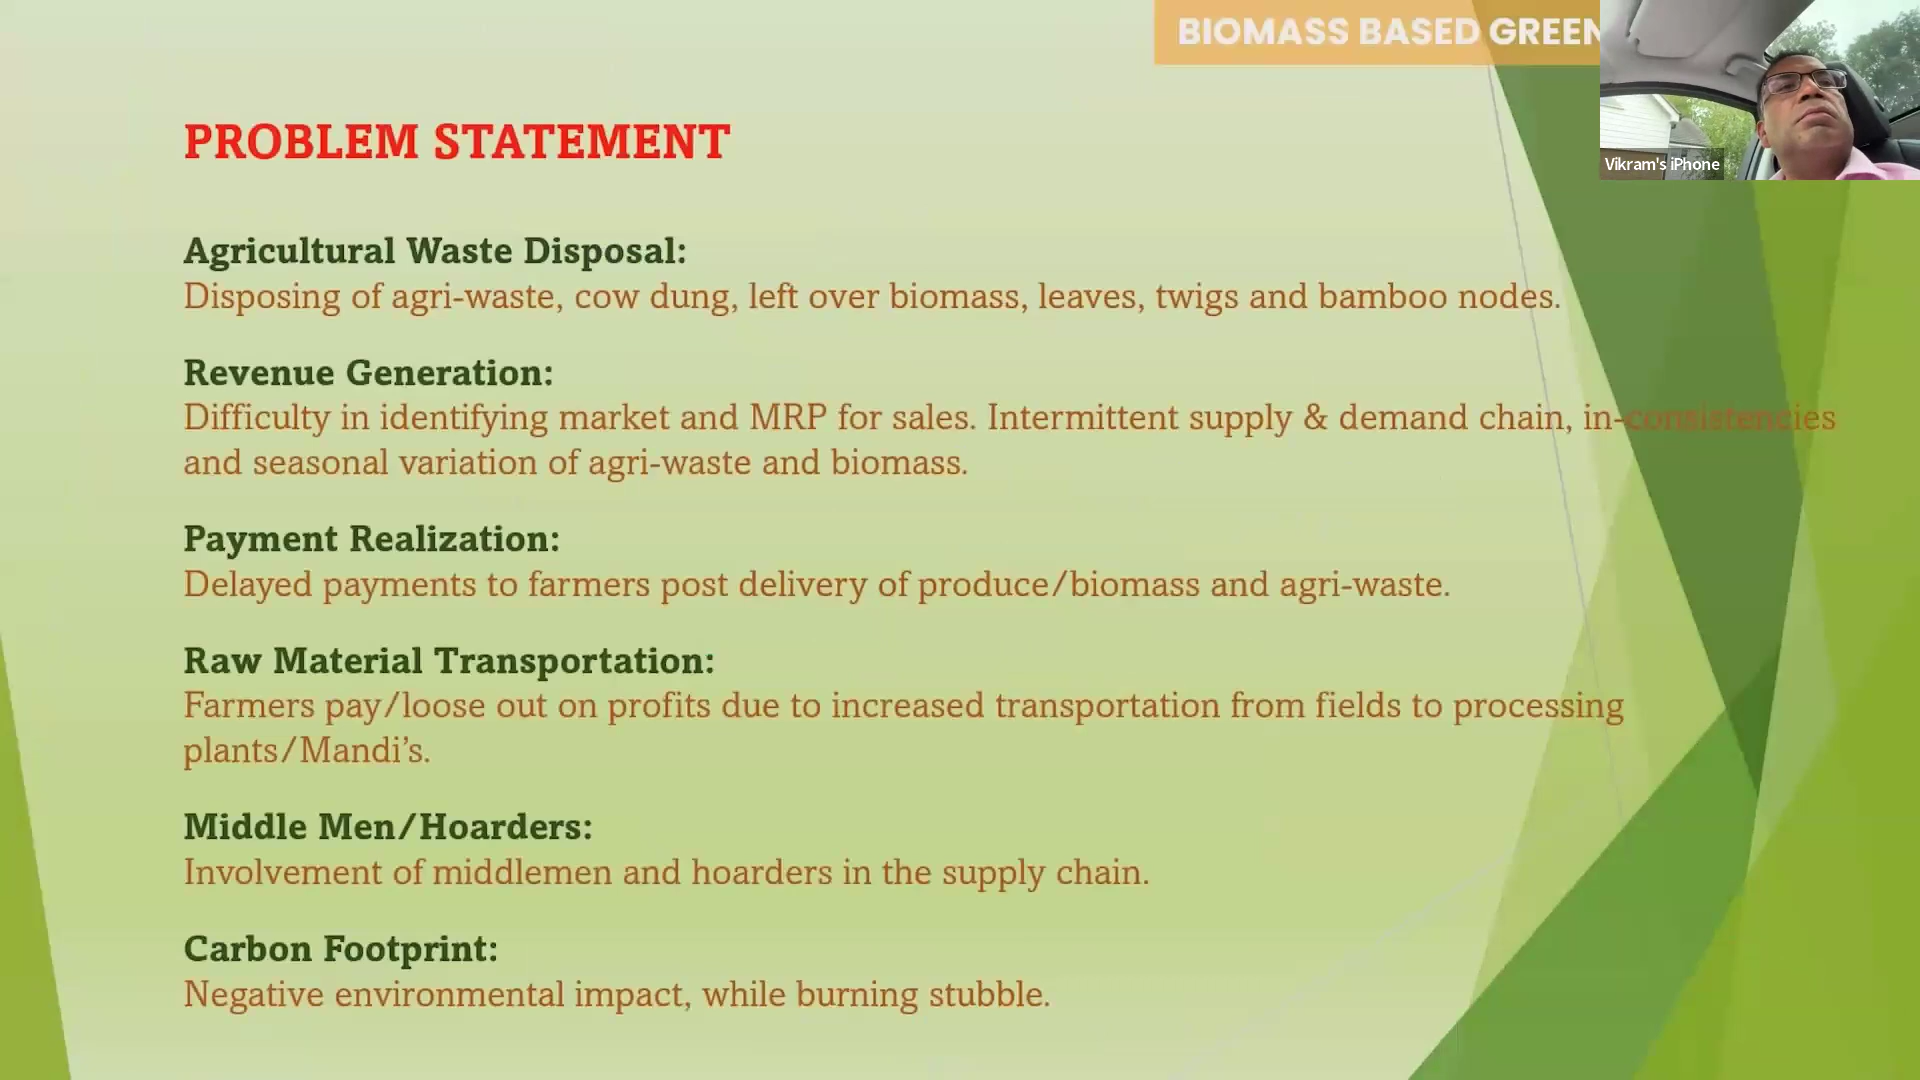 BIOMASS BASED GREEN
Vikram's iPhone
PROBLEM STATEMENT
Agricultural Waste Disposal:
Disposing of agri-waste, cow dung, left over biomass, leaves, twigs and bamboo nodes.
Revenue Generation:
Difficulty in identifying market and MRP for sales. Intermittent supply & demand chain, in-consistencies
and seasonal variation of agri-waste and biomass.
Payment Realization:
Delayed payments to farmers post delivery of produce/biomass and agri-waste.
Raw Material Transportation:
Farmers pay/loose out on profits due to increased transportation from fields to processing
plants/Mandi’s.
Middle Men/Hoarders:
Involvement of middlemen and hoarders in the supply chain.
Carbon Footprint:
Negative environmental impact, while burning stubble.